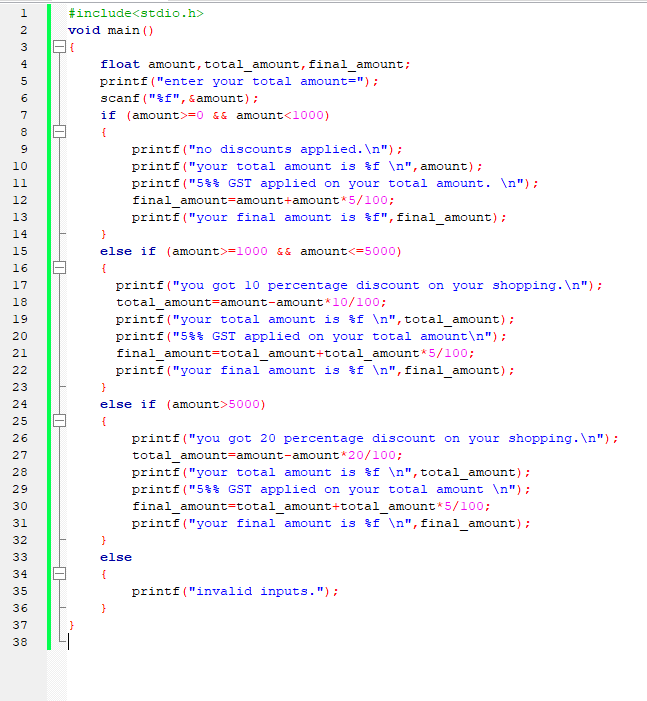 1 #include<stdio.h>
2 void main()
3 {
4 float amount,total_amount,final_amount;
5 printf("enter your total amount=");
6 scanf("%f",&amount);
7 if (amount>=0 && amount<1000)
8 {
9 printf("no discounts applied.\n");
10 printf("your total amount is %f \n",amount);
11 printf("5%% GST applied on your total amount. \n");
12 final_amount=amount+amount*5/100;
13 printf("your final amount is %f",final_amount);
14 }
15 else if (amount>=1000 && amount<=5000)
16 {
17 printf("you got 10 percentage discount on your shopping.\n");
18 total_amount=amount-amount*10/100;
19 printf("your total amount is %f \n",total_amount);
20 printf("5%% GST applied on your total amount\n");
21 final_amount=total_amount+total_amount*5/100;
22 printf("your final amount is %f \n",final_amount);
23 }
24 else if (amount>5000)
25 {
26 printf("you got 20 percentage discount on your shopping.\n");
27 total_amount=amount-amount*20/100;
28 printf("your total amount is %f \n",total_amount);
29 printf("5%% GST applied on your total amount \n");
30 final_amount=total_amount+total_amount*5/100;
31 printf("your final amount is %f \n",final_amount);
32 }
33 else
34 {
35 printf("invalid inputs.");
36 }
37 }
38